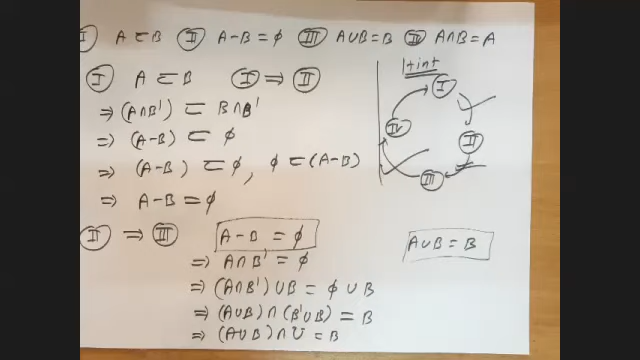 Ⓘ A ⊂ B Ⓘⓘ A - B = ϕ Ⓘⓘⓘ A∪B = B Ⓘⓥ A∩B = A
Ⓘ A ⊂ B Ⓘ ⇒ Ⓘⓘ
Hint
⇒ (A∩B') ⊂ B∩B'
⇒ (A-B) ⊂ ϕ
⇒ (A-B) ⊂ ϕ, ϕ ⊂ (A-B)
⇒ A-B = ϕ
I
II
III
IV
II ⇒ III A-B = ϕ
A∪B = B
⇒ A∩B' = ϕ
⇒ (A∩B')∪B = ϕ∪B
⇒ (A∪B)∩(B'∪B) = B
⇒ (A∪B)∩U = B